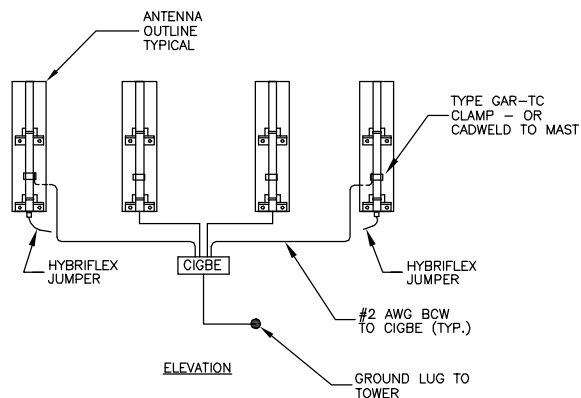 ANTENNA
OUTLINE
TYPICAL
TYPE GAR-TC
CLAMP - OR
CADWELD TO MAST
HYBRIFLEX
JUMPER
CIGBE
HYBRIFLEX
JUMPER
#2 AWG BCW
TO CIGBE (TYP.)
ELEVATION
GROUND LUG TO
TOWER